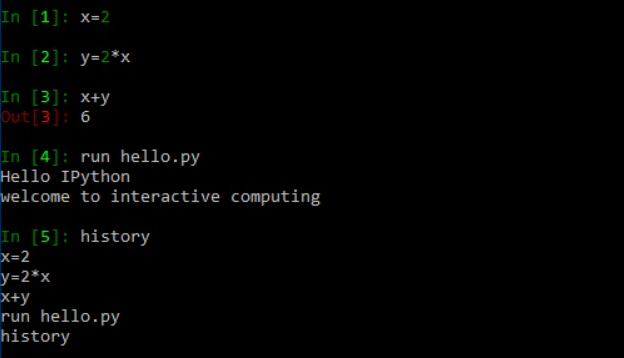 In [1]: x=2
In [2]: y=2*x
In [3]: x+y
Out[3]: 6
In [4]: run hello.py
Hello IPython
welcome to interactive computing
In [5]: history
x=2
y=2*x
x+y
run hello.py
history